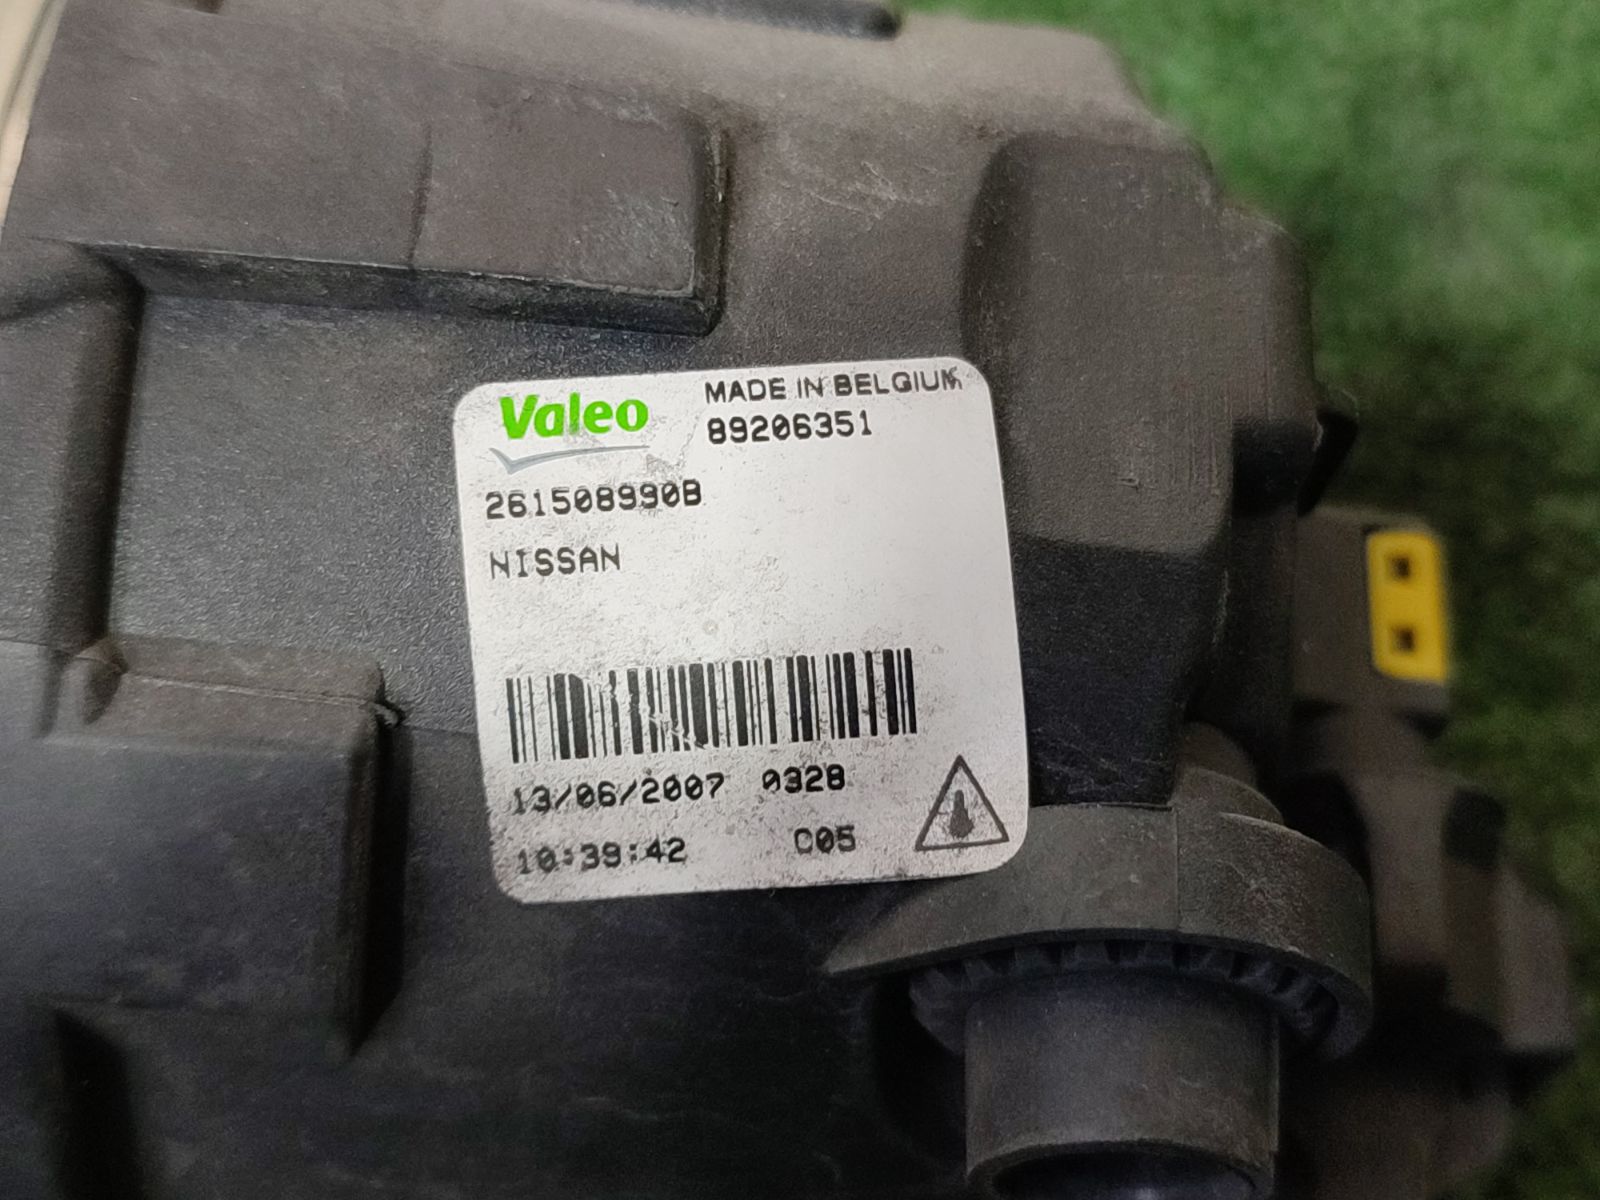 Valeo
MADE IN BELGIUM
89206351
261508990B
NISSAN
13/06/2007 0328
10:39:42 C05